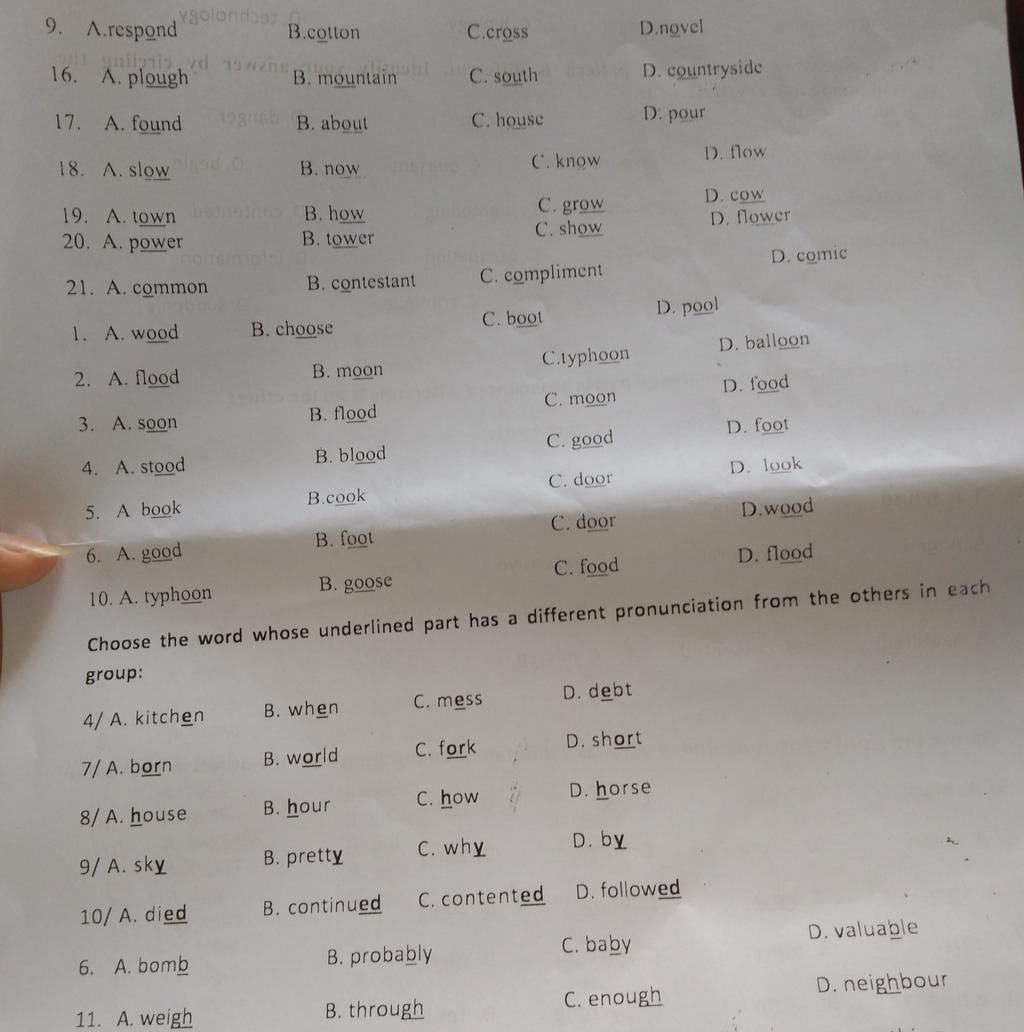 9. A.respond B.cotton C.cross D.novel
16. A. plough B. mountain C. south D. countryside
17. A. found B. about C. house D. pour
18. A. slow B. now C. know D. flow
19. A. town B. how C. grow D. cow
20. A. power B. tower C. show D. flower
21. A. common B. contestant C. compliment D. comic
1. A. wood B. choose C. boot D. pool
2. A. flood B. moon C.typhoon D. balloon
3. A. soon B. flood C. moon D. food
4. A. stood B. blood C. good D. foot
5. A book B.cook C. door D. look
6. A. good B. foot C. door D.wood
10. A. typhoon B. goose C. food D. flood
Choose the word whose underlined part has a different pronunciation from the others in each
group:
4/ A. kitchen B. when C. mess D. debt
7/ A. born B. world C. fork D. short
8/ A. house B. hour C. how D. horse
9/ A. sky B. pretty C. why D. by
10/ A. died B. continued C. contented D. followed
6. A. bomb B. probably C. baby D. valuable
11. A. weigh B. through C. enough D. neighbour